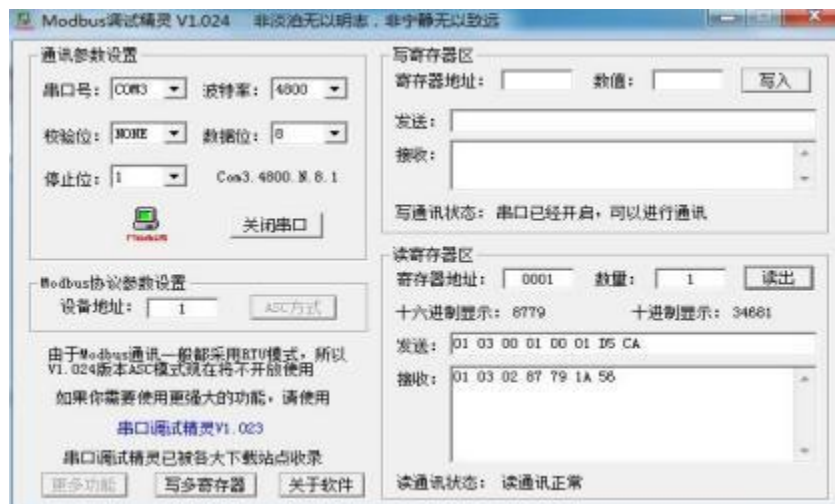 Modbus调试精灵 V1.024 非淡泊无以明志，非宁静无以致远
通讯参数设置
串口号： COM3 波特率： 4800
校验位： NONE 数据位： 8
停止位： 1 Com3.4800.N.8.1
关闭串口
Modbus协议参数设置
设备地址： 1 ASC方式
由于Modbus通讯一般都采用RTU模式，所以
V1.024版本ASC模式现在将不开放使用
如果你需要使用更强大的功能，请使用
串口调试精灵V1.023
串口调试精灵已被各大下载站点收录
更多功能 写多寄存器 关于软件
写寄存器区
寄存器地址： 数值： 写入
发送：
接收：
写通讯状态： 串口已经开启，可以进行通讯
读寄存器区
寄存器地址： 0001 数量： 1 读出
十六进制显示： 8779 十进制显示： 34681
发送： 01 03 00 01 00 01 D5 CA
接收： 01 03 02 87 79 1A 56
读通讯状态： 读通讯正常